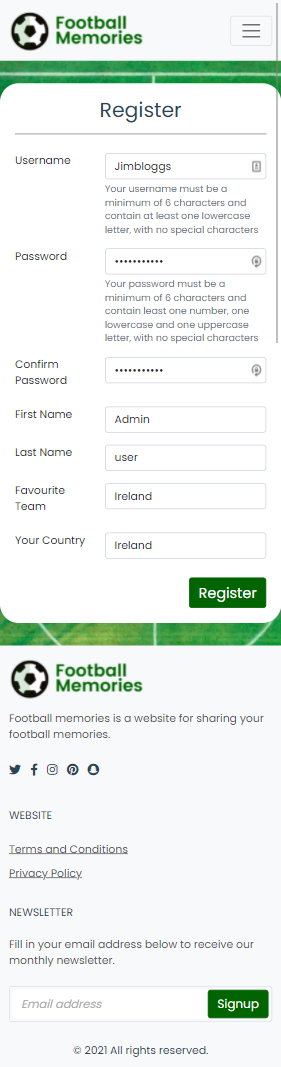 Football
Memories
Register
Username
Jimbloggs
Your username must be a
minimum of 6 characters and
contain at least one lowercase
letter, with no special characters
Password
•••••••••••
Your password must be a
minimum of 6 characters and
contain least one number, one
lowercase and one uppercase
letter, with no special characters
Confirm
Password
•••••••••••
First Name
Admin
Last Name
user
Favourite
Team
Ireland
Your Country
Ireland
Register
Football
Memories
Football memories is a website for sharing your
football memories.
WEBSITE
Terms and Conditions
Privacy Policy
NEWSLETTER
Fill in your email address below to receive our
monthly newsletter.
Email address
Signup
© 2021 All rights reserved.